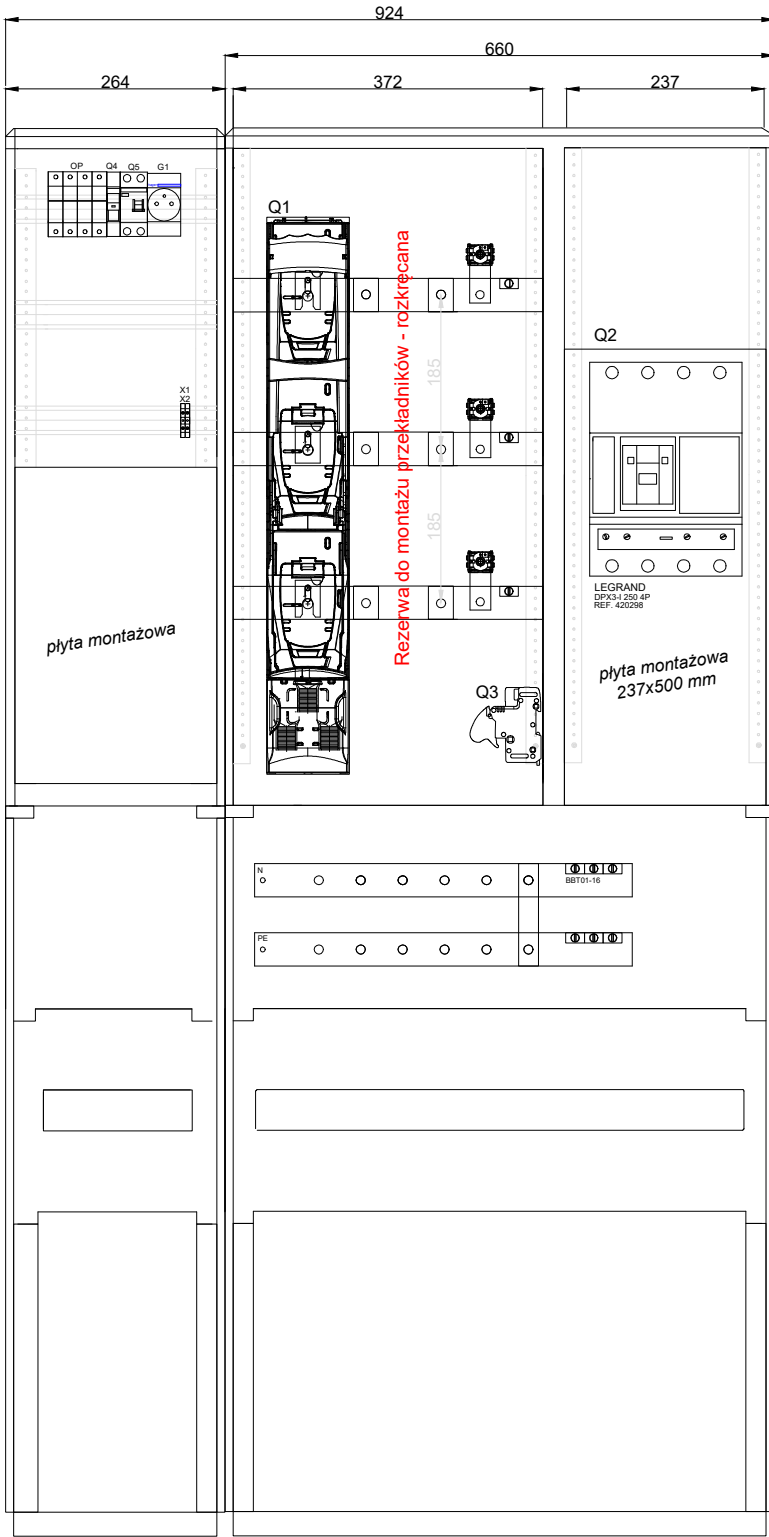 924
660
264
372
237
OP Q4 Q5 G1
Q1
Rezerwa do montażu przekładników - rozkręcana
185
185
Q2
X1
X2
LEGRAND
DPX3-I 250 4P
REF. 420298
płyta montażowa
płyta montażowa
237x500 mm
Q3
N
BBT01-16
PE